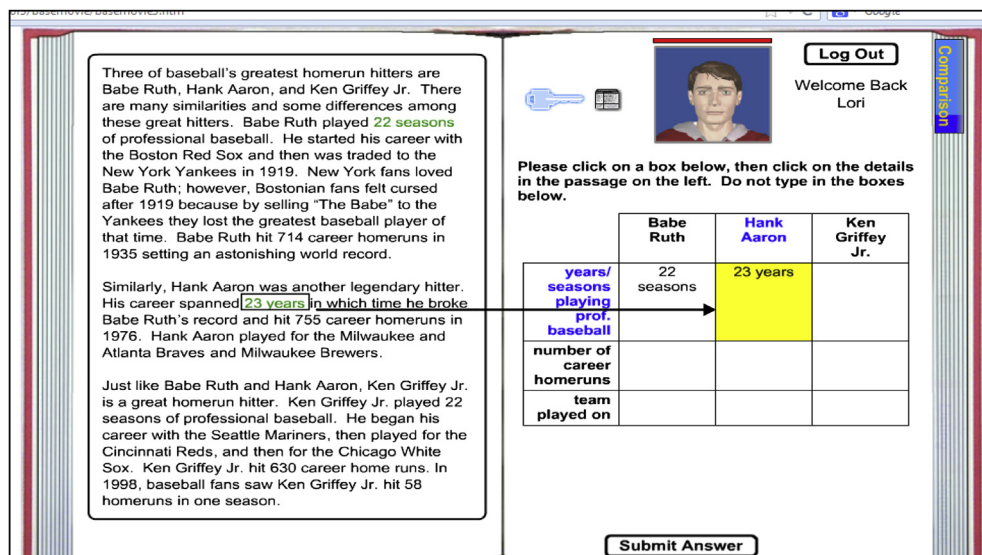 Three of baseball's greatest homerun hitters are
Babe Ruth, Hank Aaron, and Ken Griffey Jr.  There
are many similarities and some differences among
these great hitters.  Babe Ruth played 22 seasons
of professional baseball.  He started his career with
the Boston Red Sox and then was traded to the
New York Yankees in 1919.  New York fans loved
Babe Ruth; however, Bostonian fans felt cursed
after 1919 because by selling “The Babe” to the
Yankees they lost the greatest baseball player of
that time.  Babe Ruth hit 714 career homeruns in
1935 setting an astonishing world record.
Similarly, Hank Aaron was another legendary hitter.
His career spanned 23 years in which time he broke
Babe Ruth's record and hit 755 career homeruns in
1976.  Hank Aaron played for the Milwaukee and
Atlanta Braves and Milwaukee Brewers.
Just like Babe Ruth and Hank Aaron, Ken Griffey Jr.
is a great homerun hitter.  Ken Griffey Jr. played 22
seasons of professional baseball.  He began his
career with the Seattle Mariners, then played for the
Cincinnati Reds, and then for the Chicago White
Sox.  Ken Griffey Jr. hit 630 career home runs. In
1998, baseball fans saw Ken Griffey Jr. hit 58
homeruns in one season.
Log Out
Welcome Back
Lori
Comparison
Please click on a box below, then click on the details
in the passage on the left.  Do not type in the boxes
below.
Babe
Ruth
Hank
Aaron
Ken
Griffey
Jr.
years/
seasons
playing
prof.
baseball
22
seasons
23 years
number of
career
homeruns
team
played on
Submit Answer